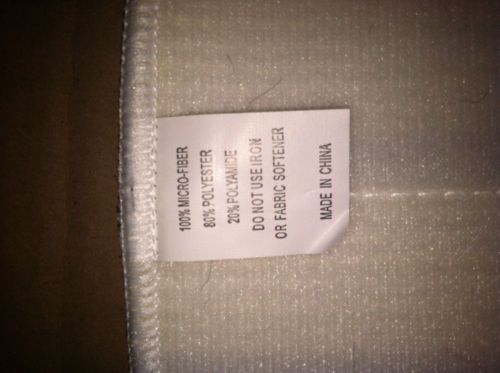 100% MICRO-FIBER
80% POLYESTER
20% POLYAMIDE
DO NOT USE IRON
OR FABRIC SOFTENER
MADE IN CHINA